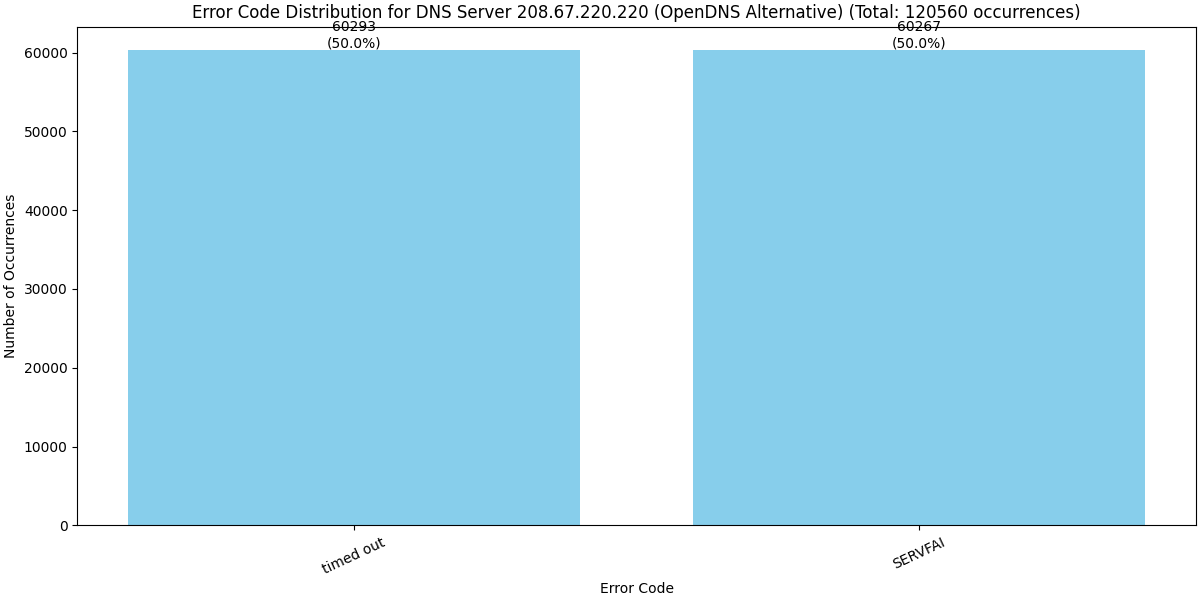 Error Code Distribution for DNS Server 208.67.220.220 (OpenDNS Alternative) (Total: 120560 occurrences)
60293
(50.0%)
60267
(50.0%)
60000
50000
40000
30000
20000
10000
0
Number of Occurrences
timed out
SERVFAI
Error Code